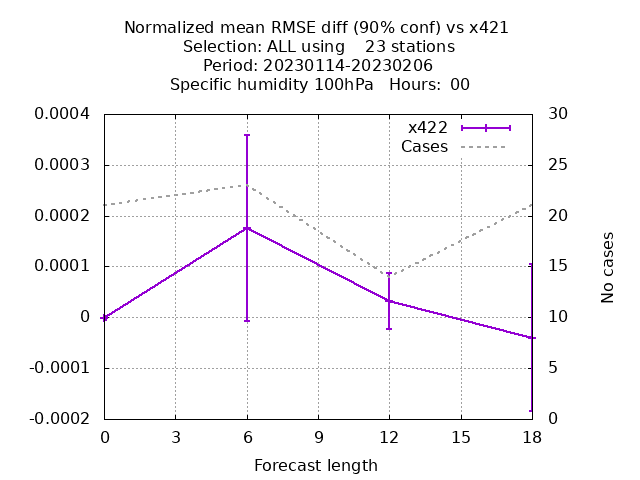 Normalized mean RMSE diff (90% conf) vs x421
Selection: ALL using    23 stations
Period: 20230114-20230206
Specific humidity 100hPa   Hours:  00
x422
Cases
0.0004
0.0003
0.0002
0.0001
0
-0.0001
-0.0002
30
25
20
15
10
5
0
No cases
0 3 6 9 12 15 18
Forecast length